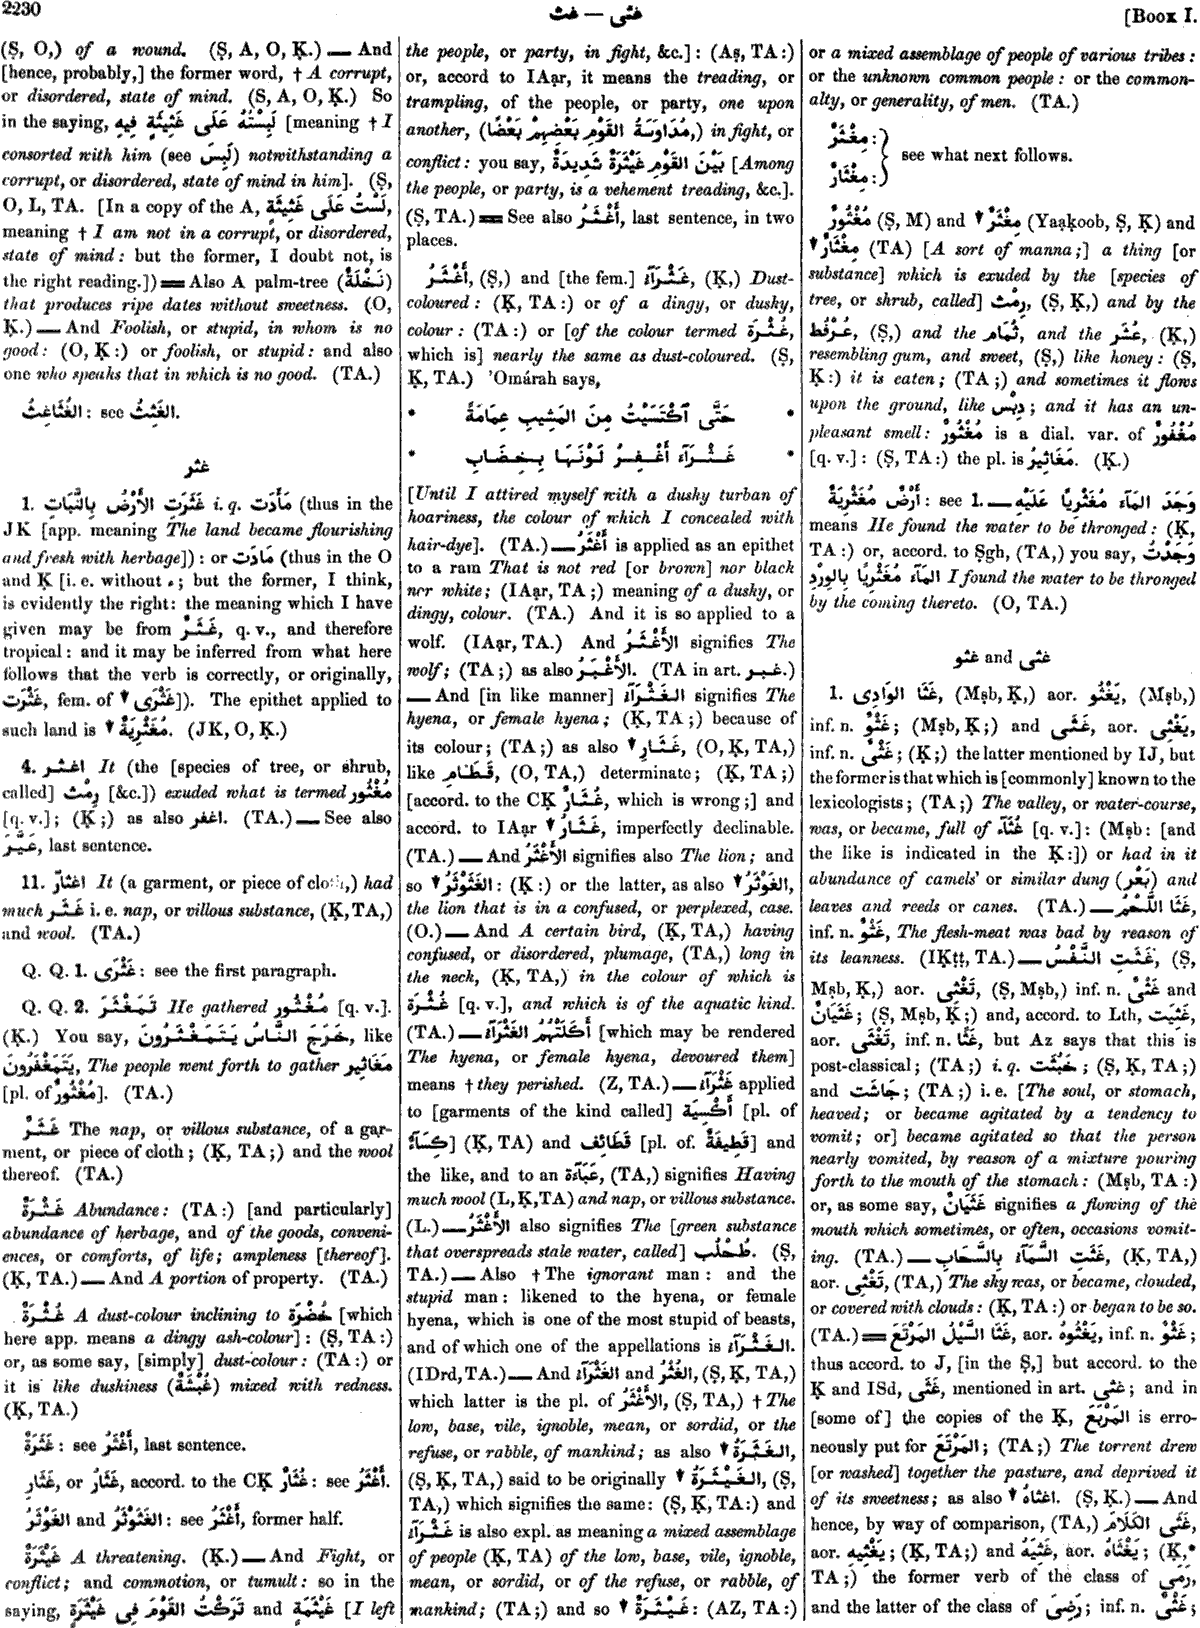 2230
غث — غثى
[Book I.
(Ṣ, O,) of a wound. (Ṣ, A, O, Ḳ.) — And
[hence, probably,] the former word, † A corrupt,
or disordered, state of mind. (S, A, O, Ḳ.) So
in the saying, لَبِسْتُهُ عَلَى غَثِيثَةٍ فِيهِ [meaning † I
consorted with him (see لَبِسَ) notwithstanding a
corrupt, or disordered, state of mind in him]. (Ṣ,
O, L, TA. [In a copy of the A, لَسْتُ عَلَى غَثِيثَةٍ,
meaning † I am not in a corrupt, or disordered,
state of mind: but the former, I doubt not, is
the right reading.]) = Also A palm-tree (نَخْلَةٌ)
that produces ripe dates without sweetness. (O,
Ḳ.) — And Foolish, or stupid, in whom is no
good: (O, Ḳ:) or foolish, or stupid: and also
one who speaks that in which is no good. (TA.)
الغُثَاغِثُ: see الغَثِثُ.
غثر
1. غَثَرَتِ الأَرْضُ بِالنَّبَاتِ i. q. مَأَدَت (thus in the
JK [app. meaning The land became flourishing
and fresh with herbage]): or مَادَت (thus in the O
and Ḳ [i. e. without ء; but the former, I think,
is evidently the right: the meaning which I have
given may be from غَثَرٌ, q. v., and therefore
tropical: and it may be inferred from what here
follows that the verb is correctly, or originally,
غَثْرَت, fem. of ▼ غَثْرَى]). The epithet applied to
such land is ▼ مُغَثْرِيَةٌ. (JK, O, Ḳ.)
4. اغثر It (the [species of tree, or shrub,
called] رِمْث [&c.]) exuded what is termed مُغْثُور
[q. v.]; (Ḳ;) as also اغفر. (TA.) — See also
, last sentence.
11. اغثارّ It (a garment, or piece of cloth,) had
much غَثَر i. e. nap, or villous substance, (Ḳ, TA,)
and wool. (TA.)
Q. Q. 1. غَثْرَى: see the first paragraph.
Q. Q. 2. تَمَغْثَرَ He gathered مُغْثُور [q. v.].
(Ḳ.) You say, خَرَجَ النَّاسُ يَتَمَغْثَرُونَ, like
يَتَمَغْفَرُونَ, The people went forth to gather مَغَاثِير
[pl. of مُغْثُورٌ]. (TA.)
غَثَرٌ The nap, or villous substance, of a gar-
ment, or piece of cloth; (Ḳ, TA;) and the wool
thereof. (TA.)
غَثْرَةٌ Abundance: (TA:) [and particularly]
abundance of herbage, and of the goods, conveni-
ences, or comforts, of life; ampleness [thereof].
(Ḳ, TA.) — And A portion of property. (TA.)
غُثْرَةٌ A dust-colour inclining to خُضْرَة [which
here app. means a dingy ash-colour]: (Ṣ, TA:)
or, as some say, [simply] dust-colour: (TA:) or
it is like duskiness (غُبْشَةٌ) mixed with redness.
(Ḳ, TA.)
غَثَرَةٌ: see أَغْثَرُ, last sentence.
غَثَارِ, or غَثَارُ, accord. to the CḲ غُثَارٌ: see أَغْثَرُ.
الغَوْثَرُ and الغَثَوْثَرُ: see أَغْثَرُ, former half.
غَيْثَرَةٌ A threatening. (Ḳ.) — And Fight, or
conflict; and commotion, or tumult: so in the
saying, تَرَكْتُ القَوْمَ فِى غَيْثَرَةٍ and غَيْثَمَةٍ [I left
the people, or party, in fight, &c.]: (Aṣ, TA:)
or, accord to IAạr, it means the treading, or
trampling, of the people, or party, one upon
another, (مُدَاوَسَةُ القَوْمِ بَعْضِهِمْ بَعْضًا,) in fight, or
conflict: you say, بَيْنَ القَوْمِ غَيْثَرَةٌ شَدِيدَةٌ [Among
the people, or party, is a vehement treading, &c.].
(Ṣ, TA.) = See also أَغْثَرُ, last sentence, in two
places.
أَغْثَرُ, (Ṣ,) and [the fem.] غَثْرَآءُ, (Ḳ,) Dust-
coloured: (Ḳ, TA:) or of a dingy, or dusky,
colour: (TA:) or [of the colour termed غُثْرَة,
which is] nearly the same as dust-coloured. (Ṣ,
Ḳ, TA.) 'Omárah says,
* حَتَّى ٱكْتَسَيْتُ مِنَ المَشِيبِ عِمَامَةً *
* غَثْرَآءَ أَغْفِرُ لَوْنَهَا بِخِضَابِ *
[Until I attired myself with a dusky turban of
hoariness, the colour of which I concealed with
hair-dye]. (TA.) — أَغْثَرُ is applied as an epithet
to a ram That is not red [or brown] nor black
nor white; (IAạr, TA;) meaning of a dusky, or
dingy, colour. (TA.) And it is so applied to a
wolf. (IAạr, TA.) And الأَغْثَرُ signifies The
wolf; (TA;) as also الأَغْبَرُ. (TA in art. غبر.)
— And [in like manner] الغَثْرَآءُ signifies The
hyena, or female hyena; (Ḳ, TA;) because of
its colour; (TA;) as also ▼ غَثَارِ, (O, Ḳ, TA,)
like قَطَامِ, (O, TA,) determinate; (Ḳ, TA;)
[accord. to the CḲ غُثَارٌ, which is wrong;] and
accord. to IAạr ▼ غَثَارُ, imperfectly declinable.
(TA.) — And الأَغْثَرُ signifies also The lion; and
so ▼ الغَثَوْثَرُ: (Ḳ:) or the latter, as also ▼ الغَوْثَرُ,
the lion that is in a confused, or perplexed, case.
(O.) — And A certain bird, (Ḳ, TA,) having
confused, or disordered, plumage, (TA,) long in
the neck, (Ḳ, TA,) in the colour of which is
غُثْرَة [q. v.], and which is of the aquatic kind.
(TA.) — أَكَلَتْهُمُ الغَثْرَآءُ [which may be rendered
The hyena, or female hyena, devoured them]
means † they perished. (Z, TA.) — غَثْرَآءُ applied
to [garments of the kind called] أَكْسِيَة [pl. of
كِسَآءٌ] (Ḳ, TA) and قَطَائِف [pl. of. قَطِيفَةٌ] and
the like, and to an عَبَآءَة, (TA,) signifies Having
much wool (L, Ḳ, TA) and nap, or villous substance.
(L.) — الأَغْثَرُ also signifies The [green substance
that overspreads stale water, called] طُحْلُب. (Ṣ,
TA.) — Also † The ignorant man: and the
stupid man: likened to the hyena, or female
hyena, which is one of the most stupid of beasts,
and of which one of the appellations is الغَثْرَآءُ.
(IDrd, TA.) — And الغَثْرَآءُ and الغُثْرُ, (Ṣ, Ḳ, TA,)
which latter is the pl. of الأَغْثَرُ, (Ṣ, TA,) † The
low, base, vile, ignoble, mean, or sordid, or the
refuse, or rabble, of mankind; as also ▼ الغَثَرَةُ,
(Ṣ, Ḳ, TA,) said to be originally ▼ الغَيْثَرَةُ, (Ṣ,
TA,) which signifies the same: (Ṣ, Ḳ, TA:) and
غَثْرَآءُ is also expl. as meaning a mixed assemblage
of people (Ḳ, TA) of the low, base, vile, ignoble,
mean, or sordid, or of the refuse, or rabble, of
mankind; (TA;) and so ▼ غَيْثَرَةٌ: (AZ, TA:)
or a mixed assemblage of people of various tribes:
or the unknown common people: or the common-
alty, or generality, of men. (TA.)
مِغْثَرٌ:
مِغْثَارٌ:
see what next follows.
مُغْثُورٌ (Ṣ, M) and ▼ مِغْثَرٌ (Yaạḳoob, Ṣ, Ḳ) and
▼ مِغْثَارٌ (TA) [A sort of manna;] a thing [or
substance] which is exuded by the [species of
tree, or shrub, called] رِمْث, (Ṣ, Ḳ,) and by the
عُرْفُط, (Ṣ,) and the ثُمَام, and the عُشَر, (Ḳ,)
resembling gum, and sweet, (Ṣ,) like honey: (Ṣ,
Ḳ:) it is eaten; (TA;) and sometimes it flows
upon the ground, like دِبْس; and it has an un-
pleasant smell: مُغْثُورٌ is a dial. var. of مُغْفُورٌ
[q. v.]: (Ṣ, TA:) the pl. is مَغَاثِيرُ. (Ḳ.)
أَرْضٌ مُغَثْرِيَةٌ: see 1. — وَجَدَ المَآءَ مُغَثْرِيًا عَلَيْهِ
means He found the water to be thronged: (Ḳ,
TA:) or, accord. to Ṣgh, (TA,) you say, وَجَدْتُ
المَآءَ مُغَثْرِيًا بِالوِرْدِ I found the water to be thronged
by the coming thereto. (O, TA.)
غثو and غثى
1. غَثَا الوَادِى, (Mṣb, Ḳ,) aor. يَغْثُو, (Mṣb,)
inf. n. غَثْوٌ; (Mṣb, Ḳ;) and غَثَى, aor. يَغْثِى,
inf. n. غَثْىٌ; (Ḳ;) the latter mentioned by IJ, but
the former is that which is [commonly] known to the
lexicologists; (TA;) The valley, or water-course,
was, or became, full of غُثَآء [q. v.]: (Mṣb: [and
the like is indicated in the Ḳ:]) or had in it
abundance of camels' or similar dung (بَعْر) and
leaves and reeds or canes. (TA.) — غَثَا اللَّحْمُ,
inf. n. غَثْوٌ, The flesh-meat was bad by reason of
its leanness. (IḲṭṭ, TA.) — غَثَتِ النَّفْسُ, (Ṣ,
Mṣb, Ḳ,) aor. تَغْثِى, (Ṣ, Mṣb,) inf. n. غَثْىٌ and
غَثَيَانٌ; (Ṣ, Mṣb, Ḳ;) and, accord. to Lth, غَثِيَت,
aor. تَغْثَى, inf. n. غَثًا, but Az says that this is
post-classical; (TA;) i. q. خَبُثَت; (Ṣ, Ḳ, TA;)
and جَاشَت; (TA;) i. e. [The soul, or stomach,
heaved; or became agitated by a tendency to
vomit; or] became agitated so that the person
nearly vomited, by reason of a mixture pouring
forth to the mouth of the stomach: (Mṣb, TA:)
or, as some say, غَثَيَانٌ signifies a flowing of the
mouth which sometimes, or often, occasions vomit-
ing. (TA.) — غَثَتِ السَّمَآءُ بِالسَّحَابِ, (Ḳ, TA,)
aor. تَغْثِى, (TA,) The sky was, or became, clouded,
or covered with clouds: (Ḳ, TA:) or began to be so.
(TA.) = غَثَا السَّيْلُ المَرْتَعَ, aor. يَغْثُوهُ, inf. n. غَثْوٌ;
thus accord. to J, [in the Ṣ,] but accord. to the
Ḳ and ISd, غَثَى, mentioned in art. غثى; and in
[some of] the copies of the Ḳ, المَرْبَعَ is erro-
neously put for المَرْتَعَ; (TA;) The torrent drew
[or washed] together the pasture, and deprived it
of its sweetness; as also ▼ اغثاهُ. (Ṣ, Ḳ.) — And
hence, by way of comparison, (TA,) غَثَى الكَلَامَ,
aor. يَغْثِيهِ; (Ḳ, TA;) and غَثِيَهُ, aor. يَغْثَاهُ; (Ḳ,*
TA;) the former verb of the class of رَمَى,
and the latter of the class of رَضِىَ; inf. n. غَثْىٌ;